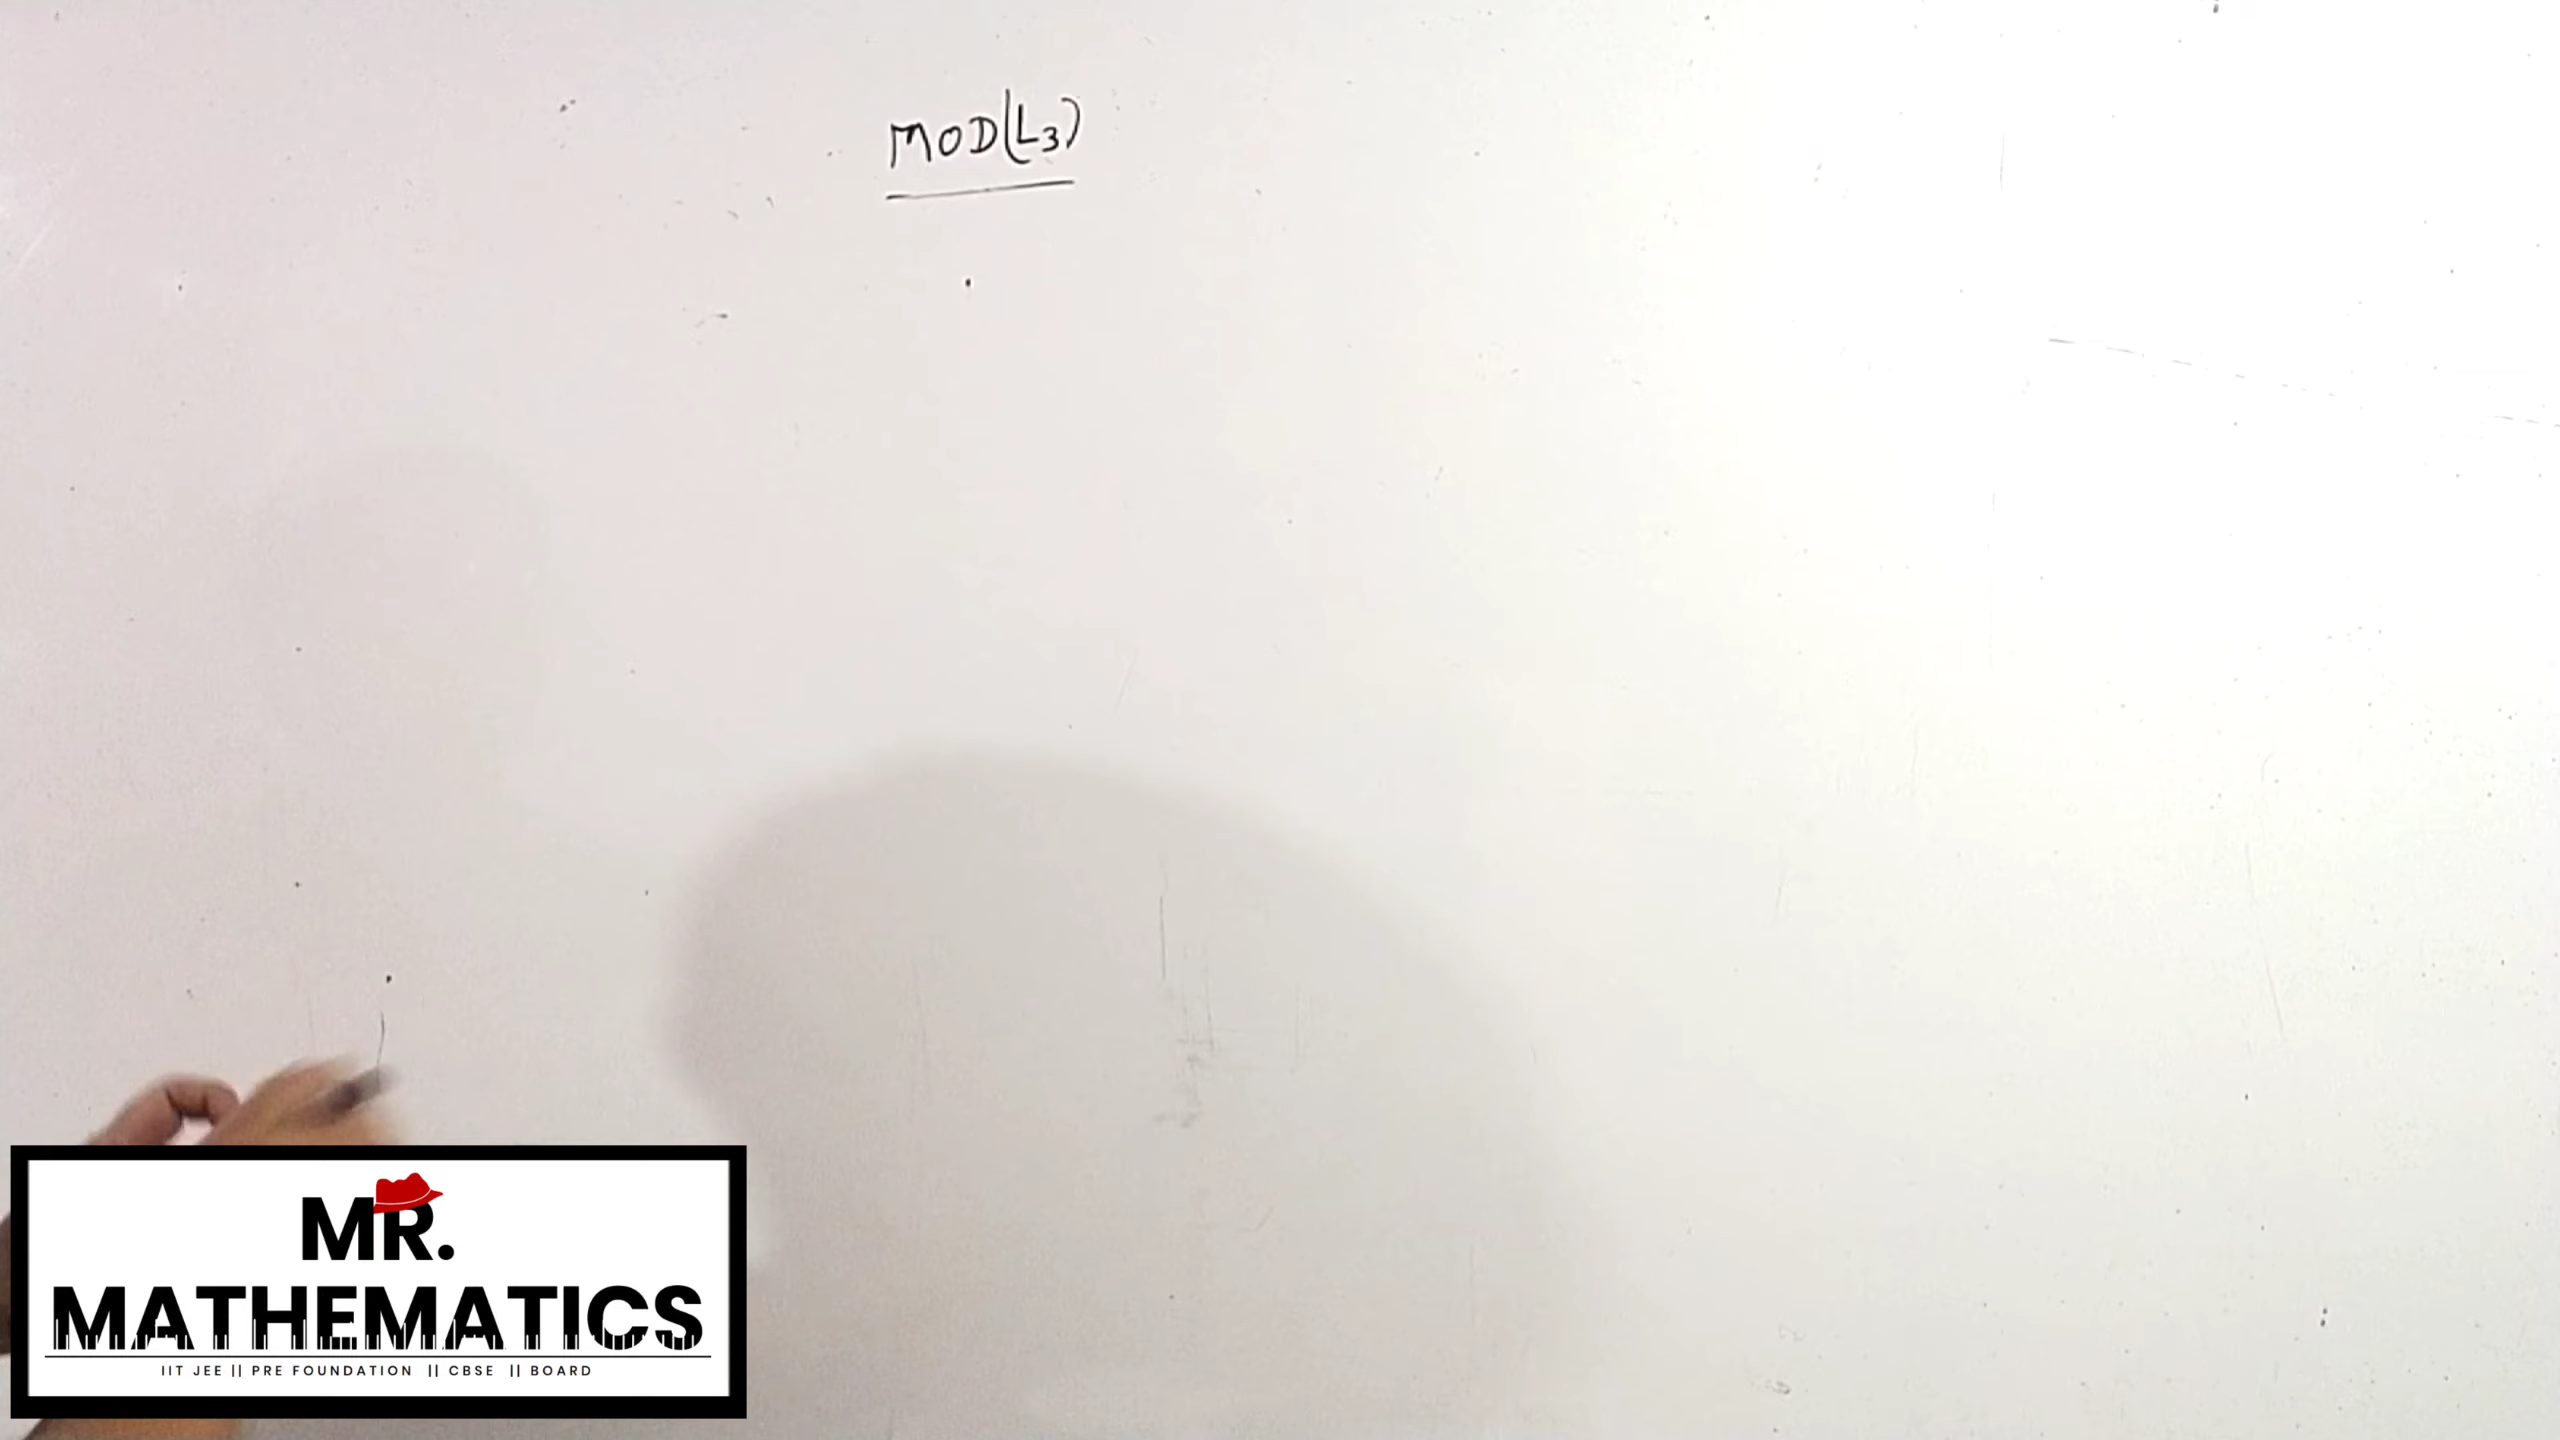 MOD(L3)
MR.
MATHEMATICS
IIT JEE || PRE FOUNDATION || CBSE || BOARD